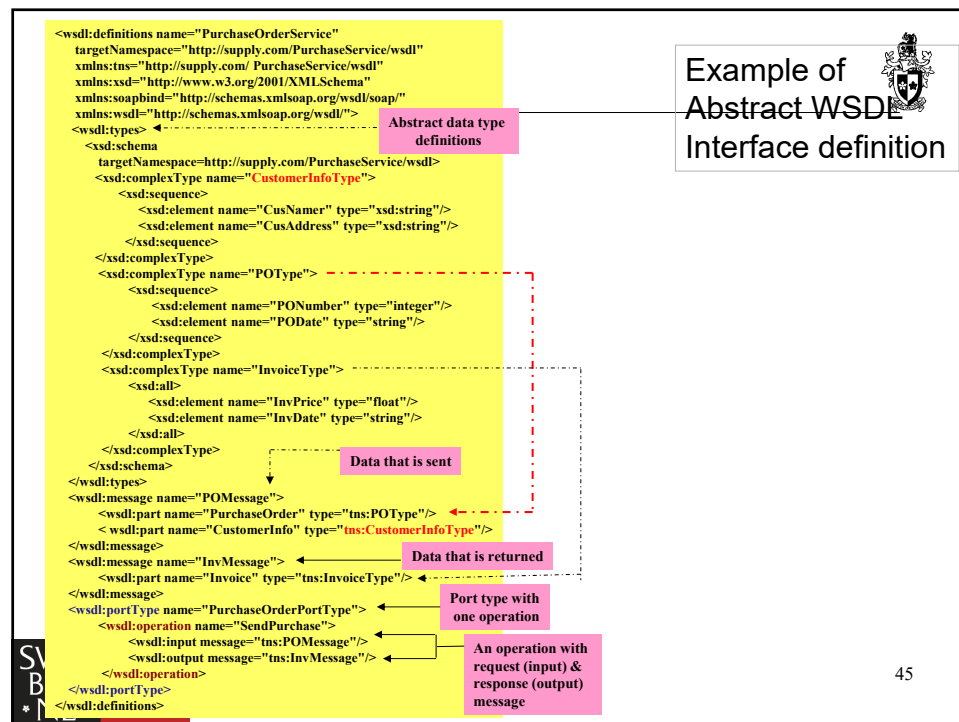 <wsdl:definitions name="PurchaseOrderService"
targetNamespace="http://supply.com/PurchaseService/wsdl"
xmlns:tns="http://supply.com/ PurchaseService/wsdl"
xmlns:xsd="http://www.w3.org/2001/XMLSchema"
xmlns:soapbind="http://schemas.xmlsoap.org/wsdl/soap/"
xmlns:wsdl="http://schemas.xmlsoap.org/wsdl/">
<wsdl:types>
<xsd:schema
targetNamespace=http://supply.com/PurchaseService/wsdl>
<xsd:complexType name="CustomerInfoType">
<xsd:sequence>
<xsd:element name="CusNamer" type="xsd:string"/>
<xsd:element name="CusAddress" type="xsd:string"/>
</xsd:sequence>
</xsd:complexType>
<xsd:complexType name="POType">
<xsd:sequence>
<xsd:element name="PONumber" type="integer"/>
<xsd:element name="PODate" type="string"/>
</xsd:sequence>
</xsd:complexType>
<xsd:complexType name="InvoiceType">
<xsd:all>
<xsd:element name="InvPrice" type="float"/>
<xsd:element name="InvDate" type="string"/>
</xsd:all>
</xsd:complexType>
</xsd:schema>
</wsdl:types>
<wsdl:message name="POMessage">
<wsdl:part name="PurchaseOrder" type="tns:POType"/>
< wsdl:part name="CustomerInfo" type="tns:CustomerInfoType"/>
</wsdl:message>
<wsdl:message name="InvMessage">
<wsdl:part name="Invoice" type="tns:InvoiceType"/>
</wsdl:message>
<wsdl:portType name="PurchaseOrderPortType">
<wsdl:operation name="SendPurchase">
<wsdl:input message="tns:POMessage"/>
<wsdl:output message="tns:InvMessage"/>
</wsdl:operation>
</wsdl:portType>
</wsdl:definitions>
Abstract data type
definitions
Data that is sent
Data that is returned
Port type with
one operation
An operation with
request (input) &
response (output)
message
Example of
Abstract WSDL
Interface definition
45